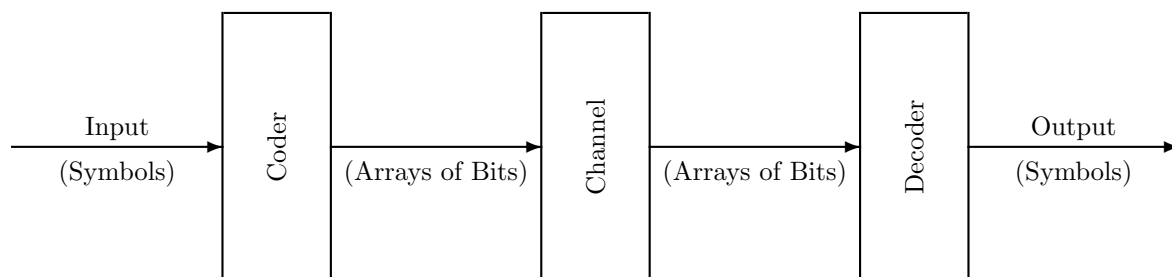 Input
(Symbols)
Coder
(Arrays of Bits)
Channel
(Arrays of Bits)
Decoder
Output
(Symbols)